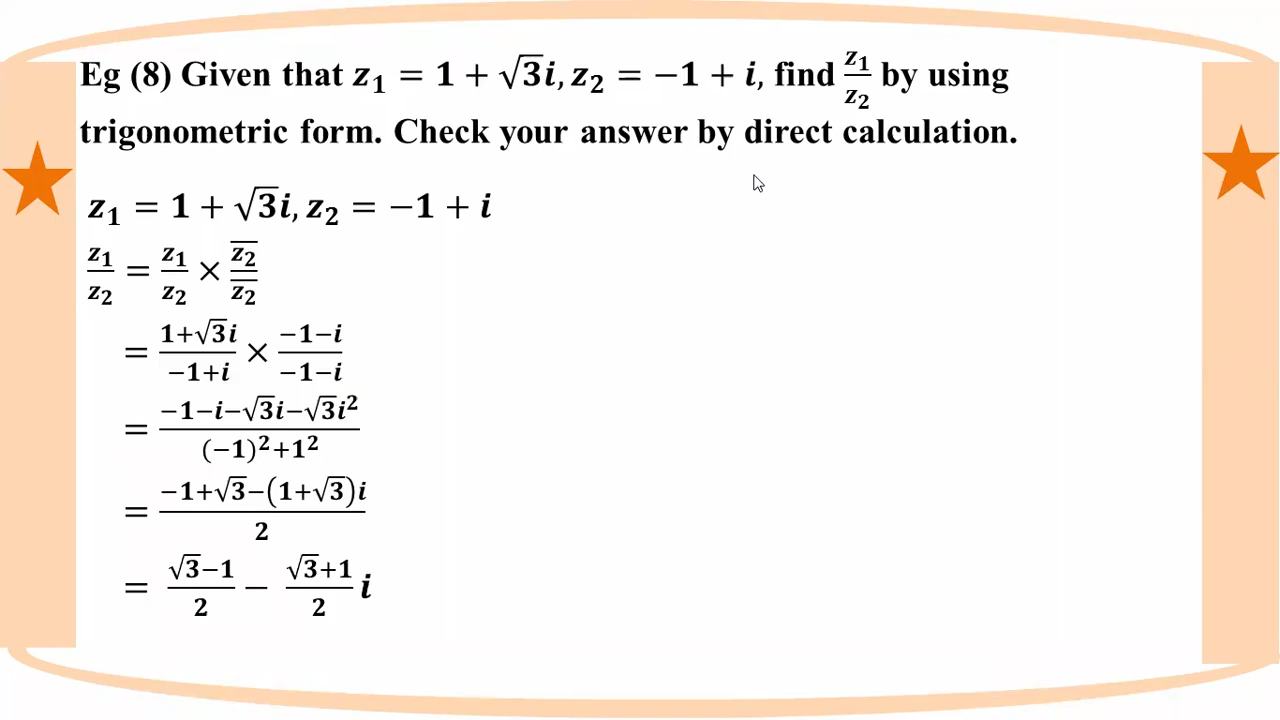 Eg (8) Given that z₁ = 1 + √3i, z₂ = −1 + i, find z₁/z₂ by using
trigonometric form. Check your answer by direct calculation.
z₁ = 1 + √3i, z₂ = −1 + i
z₁/z₂ = z₁/z₂ × z̅₂/z̅₂
= (1+√3i)/(−1+i) × (−1−i)/(−1−i)
= (−1−i−√3i−√3i²)/((−1)²+1²)
= (−1+√3−(1+√3)i)/2
= (√3−1)/2 − (√3+1)/2 i